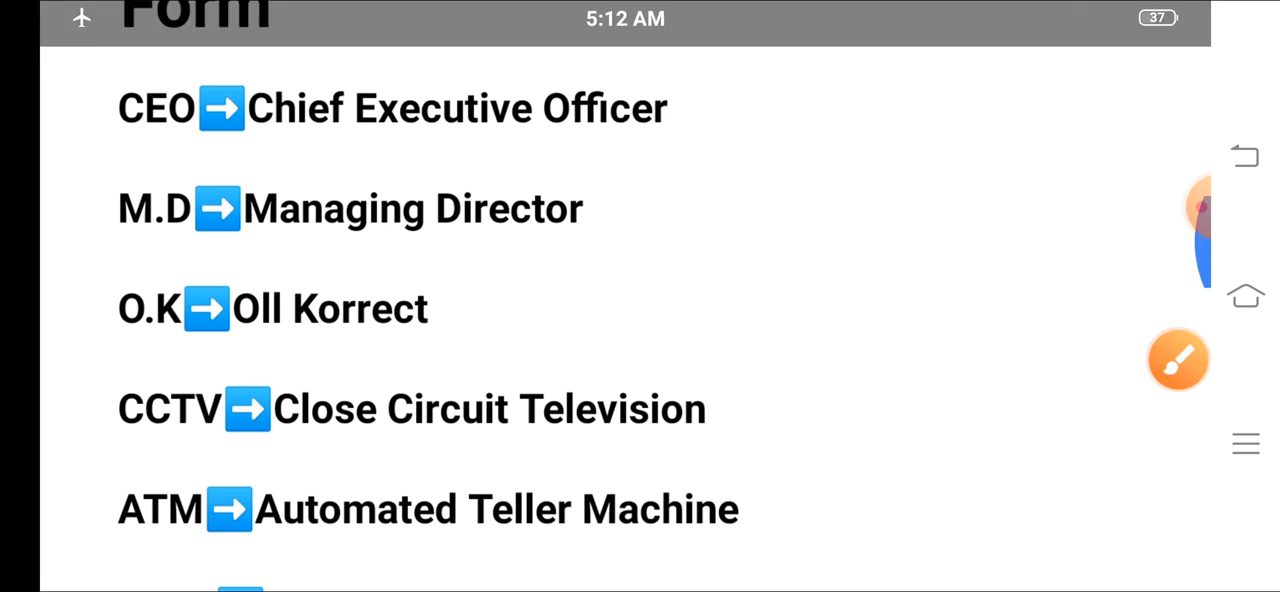 Form
5:12 AM
37
CEO➡️Chief Executive Officer
M.D➡️Managing Director
O.K➡️Oll Korrect
CCTV➡️Close Circuit Television
ATM➡️Automated Teller Machine